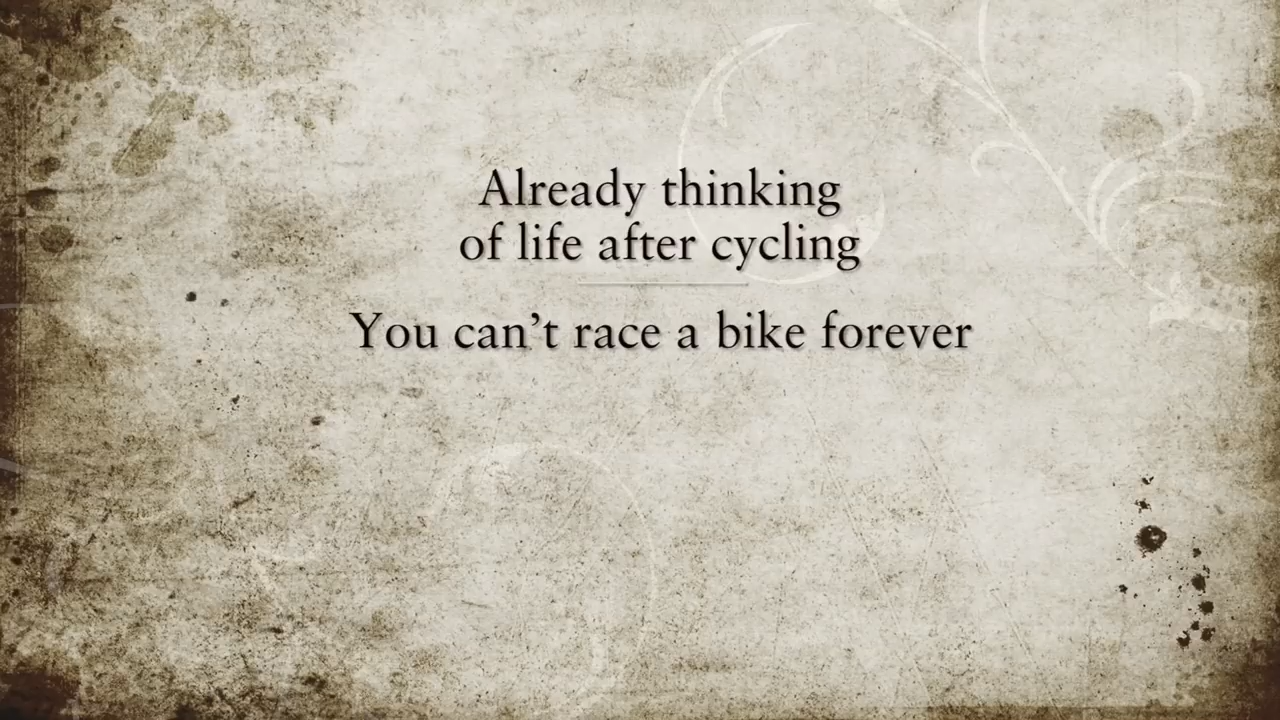 Already thinking
of life after cycling
You can’t race a bike forever